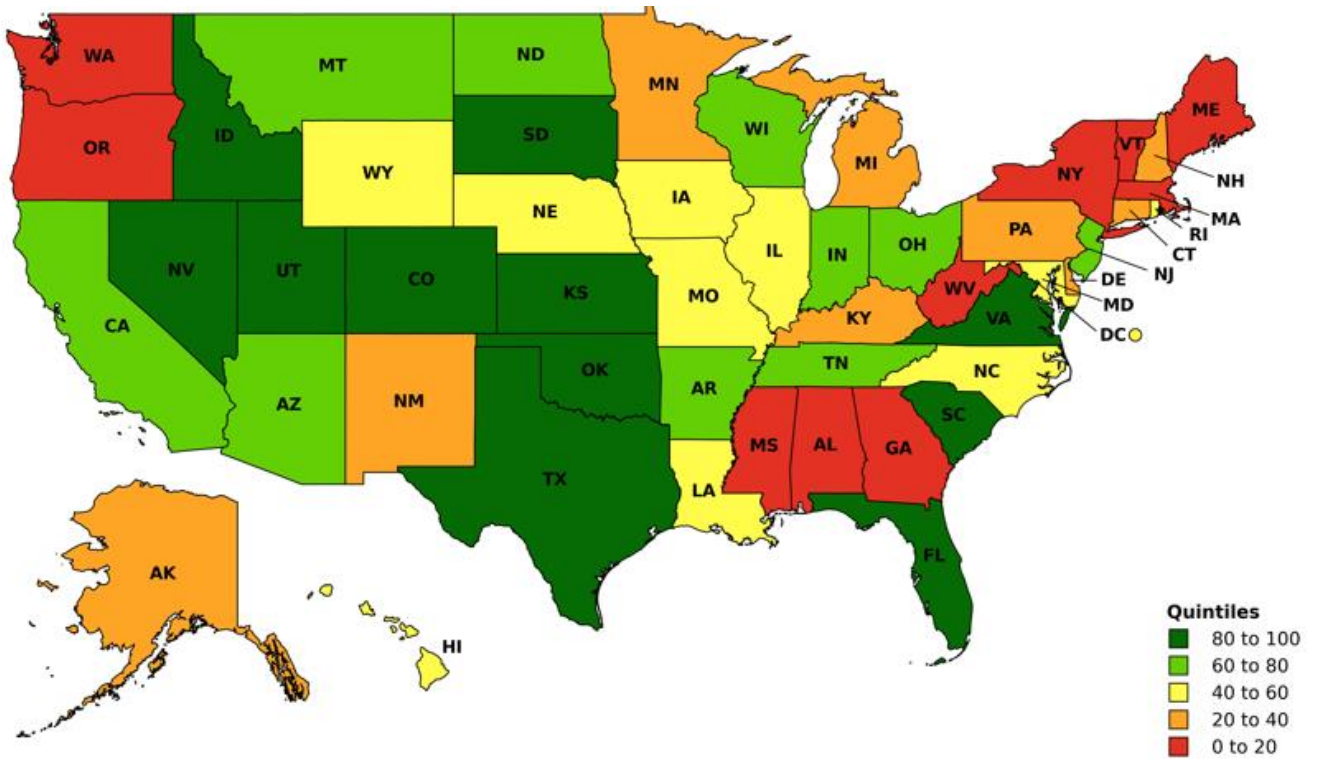 WA
MT
ND
MN
ME
OR
ID
SD
WI
VT
WY
MI
NY
NH
IA
NE
MA
PA
RI
IL
OH
CT
IN
NV
UT
NJ
CO
DE
KS
WV
MO
MD
KY
VA
CA
DC
TN
OK
NC
AR
AZ
NM
SC
MS
AL
GA
TX
LA
FL
AK
HI
Quintiles
80 to 100
60 to 80
40 to 60
20 to 40
0 to 20